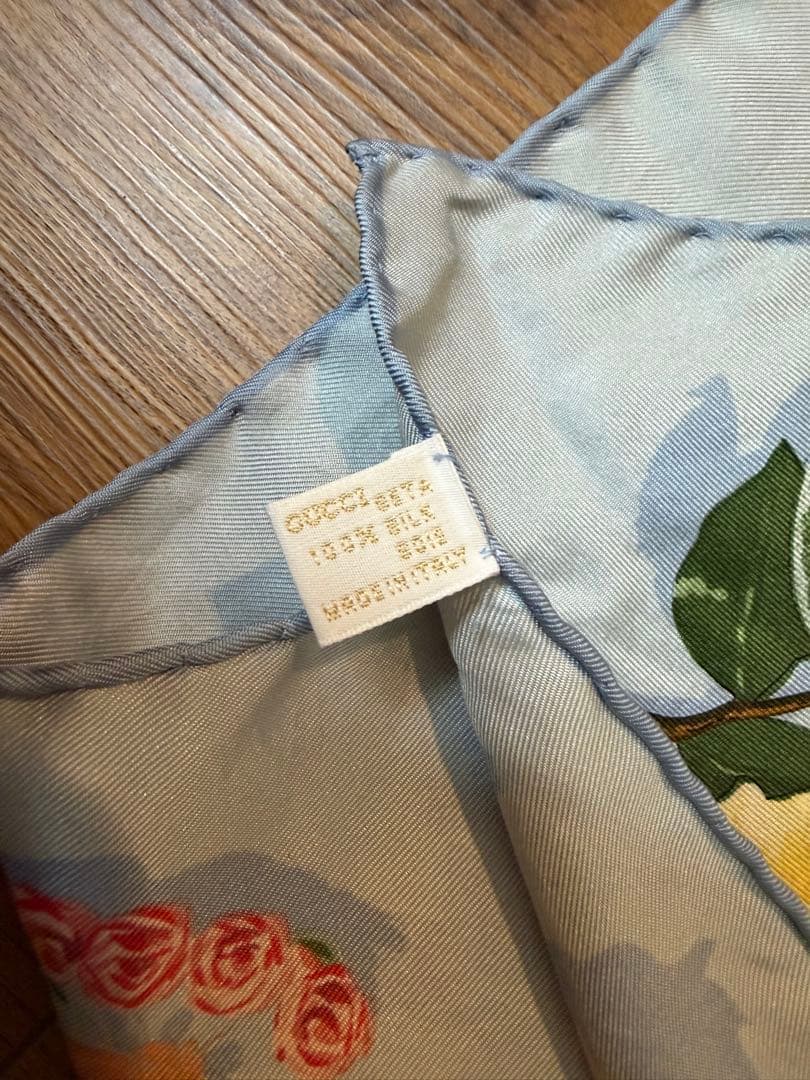 GUCCI SETA
100% SILK
SOIE
MADE IN ITALY